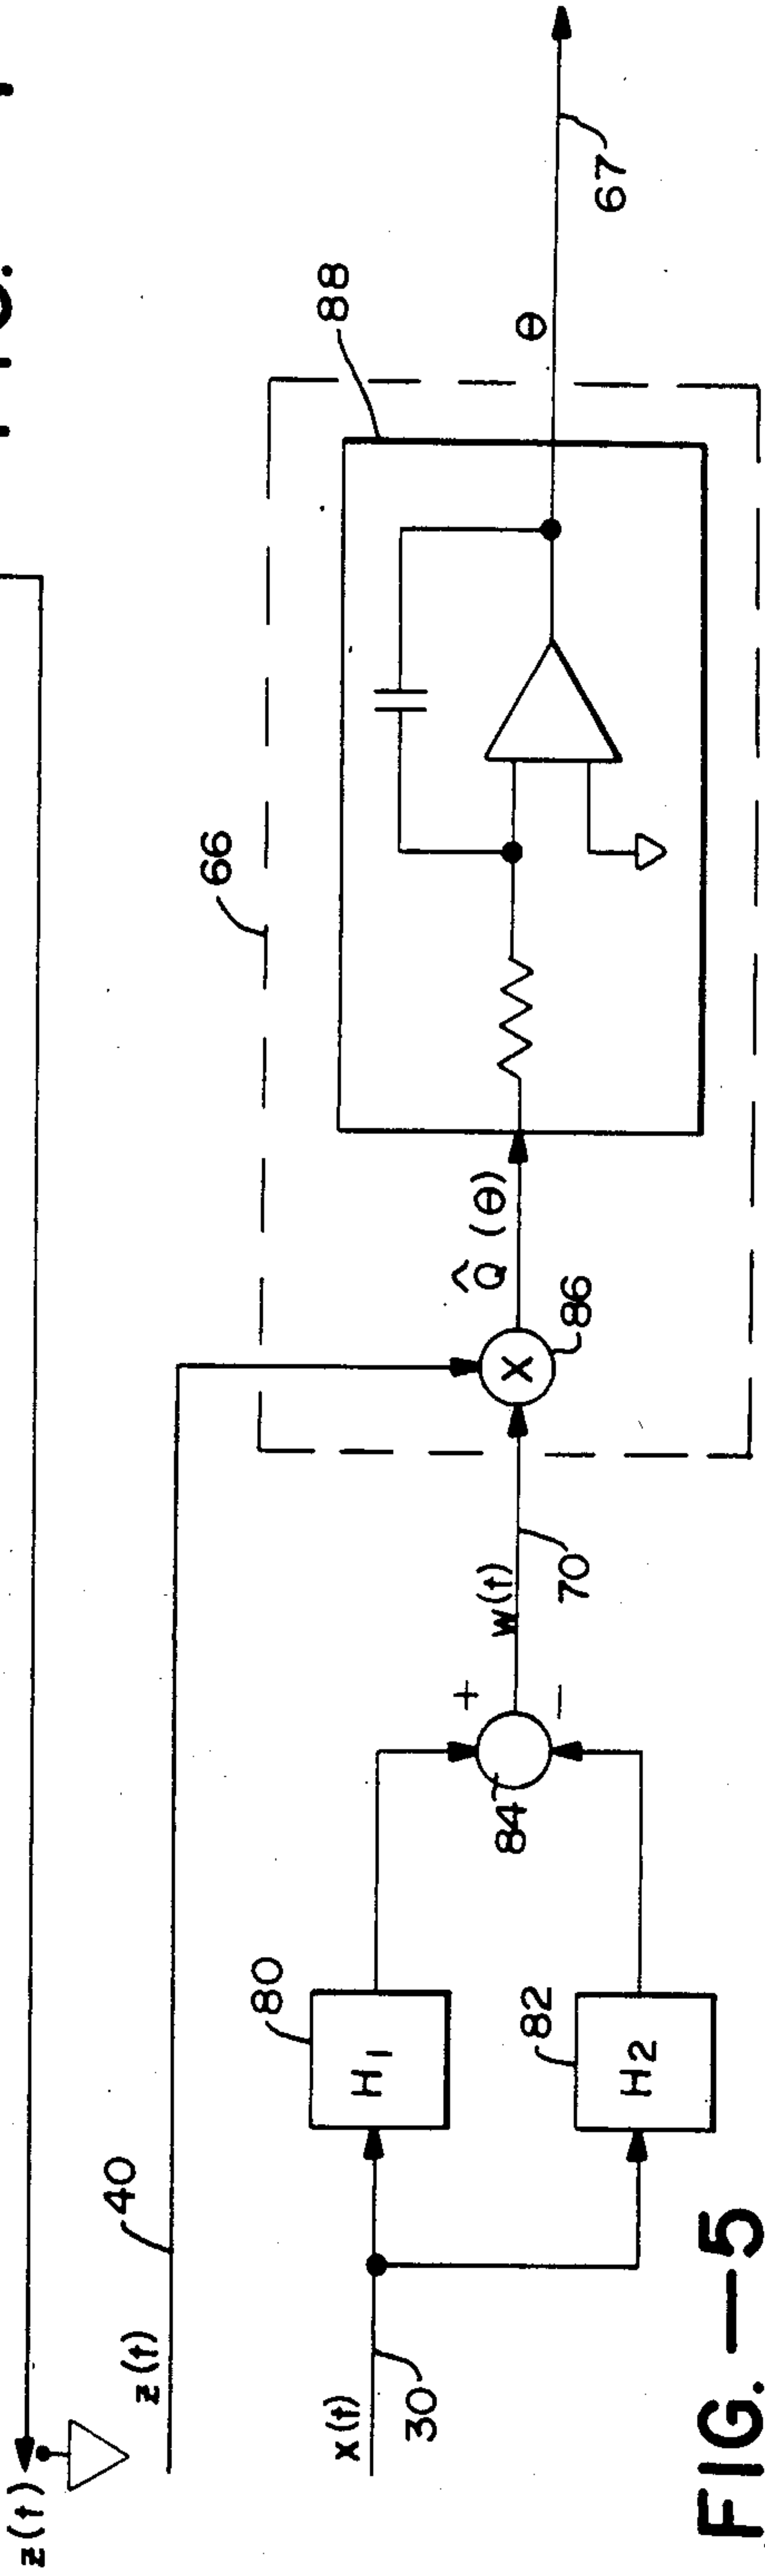 z(t)
z(t)
40
66
88
x(t)
30
H1
80
H2
82
84
+
−
W(t)
70
X
86
Q̂ (θ)
θ
67
FIG. —5